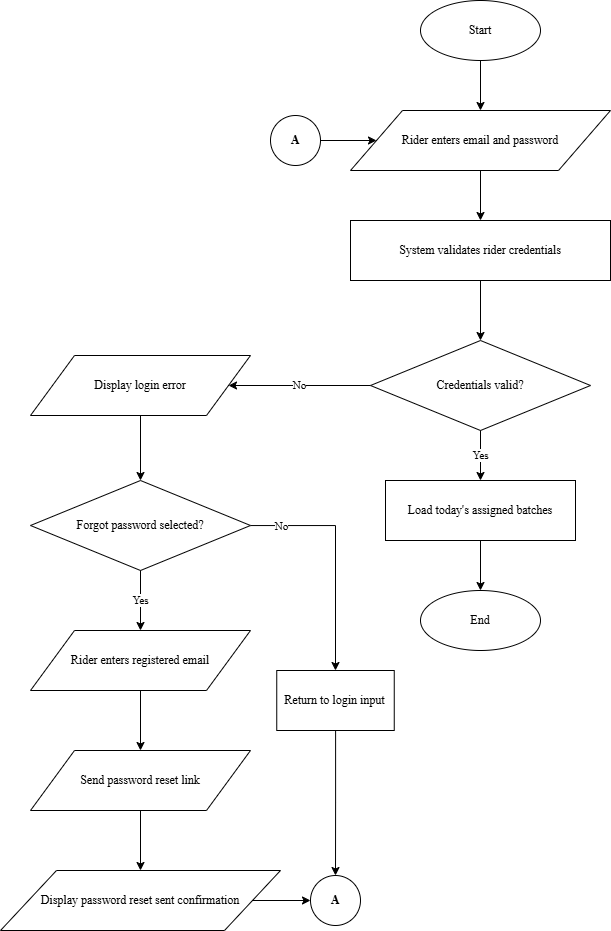 Start
A
Rider enters email and password
System validates rider credentials
Display login error
No
Credentials valid?
Yes
Load today's assigned batches
Forgot password selected?
No
Yes
End
Rider enters registered email
Return to login input
Send password reset link
Display password reset sent confirmation
A